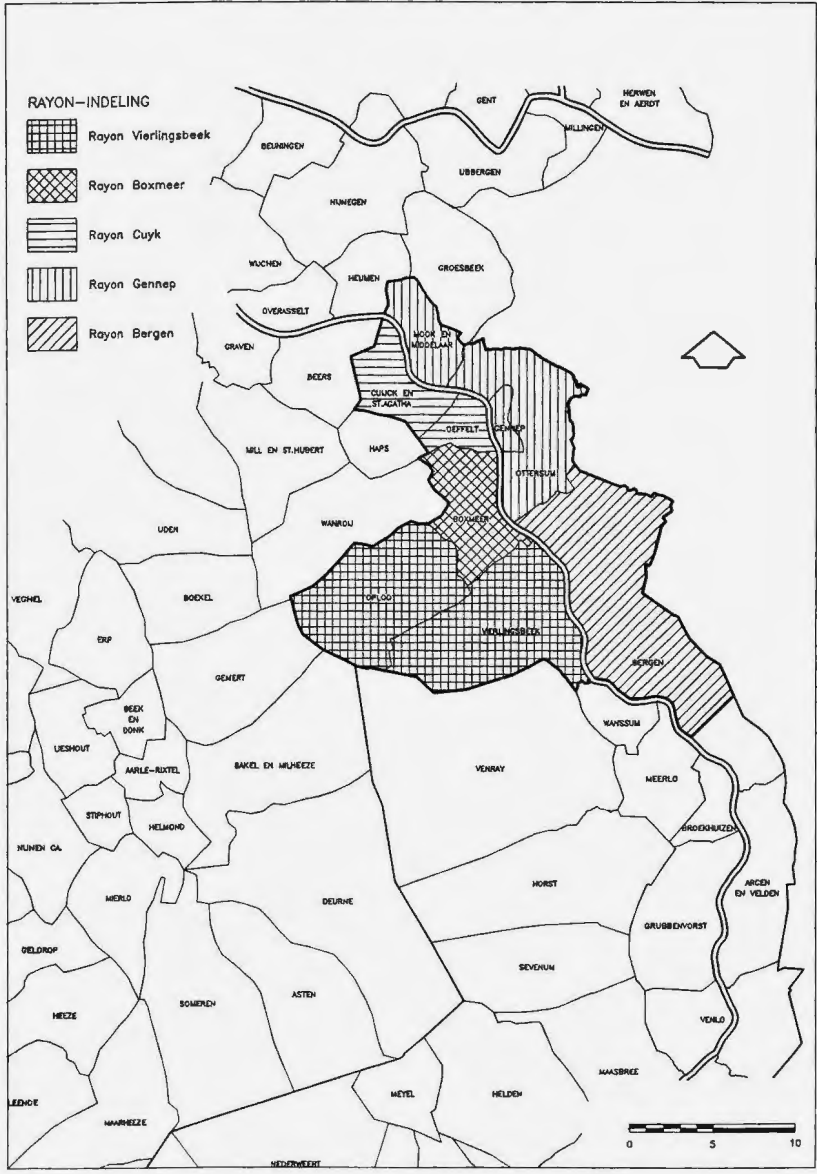 RAYON-INDELING
Rayon Vierlingsbeek
Rayon Boxmeer
Rayon Cuyk
Rayon Gennep
Rayon Bergen
GENT
HERWEN
EN AERDT
MILLINGEN
BEUNINGEN
UBBERGEN
NIJMEGEN
WIJCHEN
HEUMEN
GROESBEEK
OVERASSELT
GRAVEN
MOOK EN
MIDDELAAR
BEERS
CUIJCK EN
ST.AGATHA
OEFFELT
GENNEP
MILL EN ST.HUBERT
HAPS
OTTERSUM
UDEN
WANROIJ
BOXMEER
VEGHEL
BOEKEL
OPLOO
ERP
VIERLINGSBEEK
GEMERT
BERGEN
BEEK
EN
DONK
WANSSUM
LIESHOUT
AARLE-RIXTEL
BAKEL EN MILHEEZE
VENRAY
MEERLO
STIPHOUT
HELMOND
BROEKHUIZEN
NUNEN CA.
MIERLO
DEURNE
HORST
ARCEN
EN VELDEN
GRUBBENVORST
GELDROP
SEVENUM
SOMEREN
ASTEN
HEEZE
VENLO
MAASBREE
LEENDE
MEYEL
HELDEN
MAARHEEZE
NEDERWEERT
0 5 10